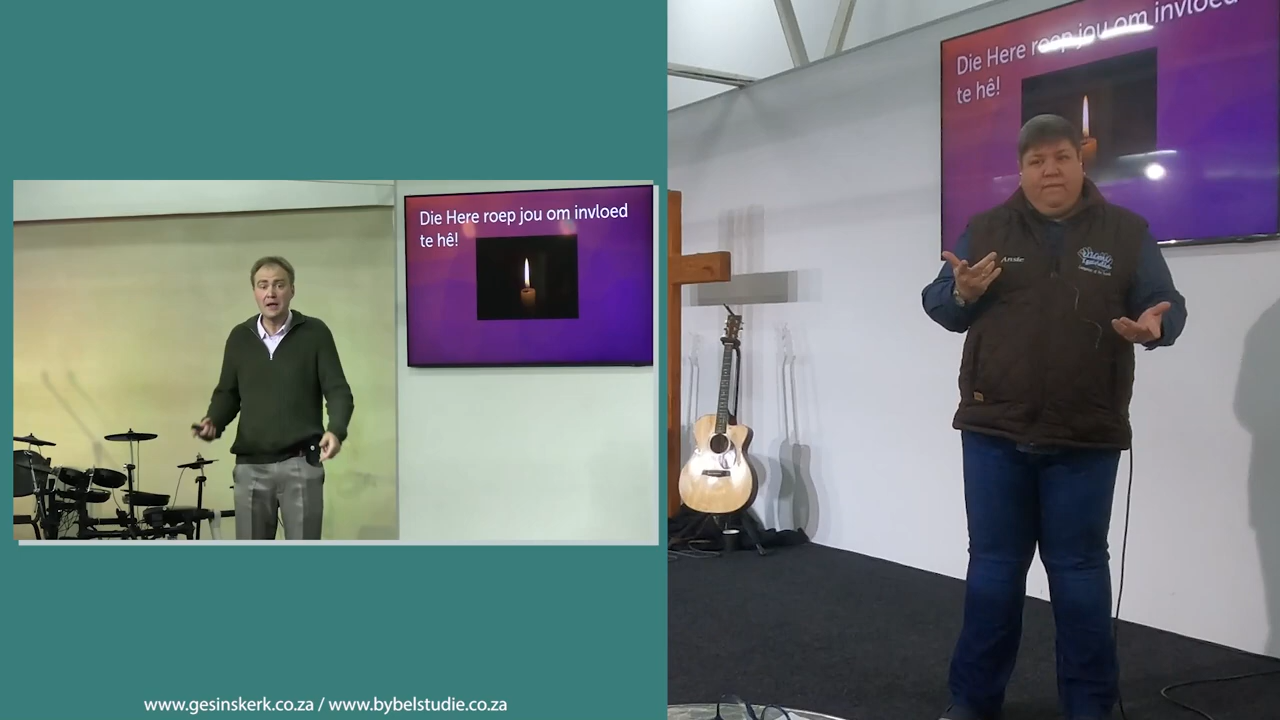 Die Here roep jou om invloed
te hê!
www.gesinskerk.co.za / www.bybelstudie.co.za
Die Here roep jou om invloed
te hê!